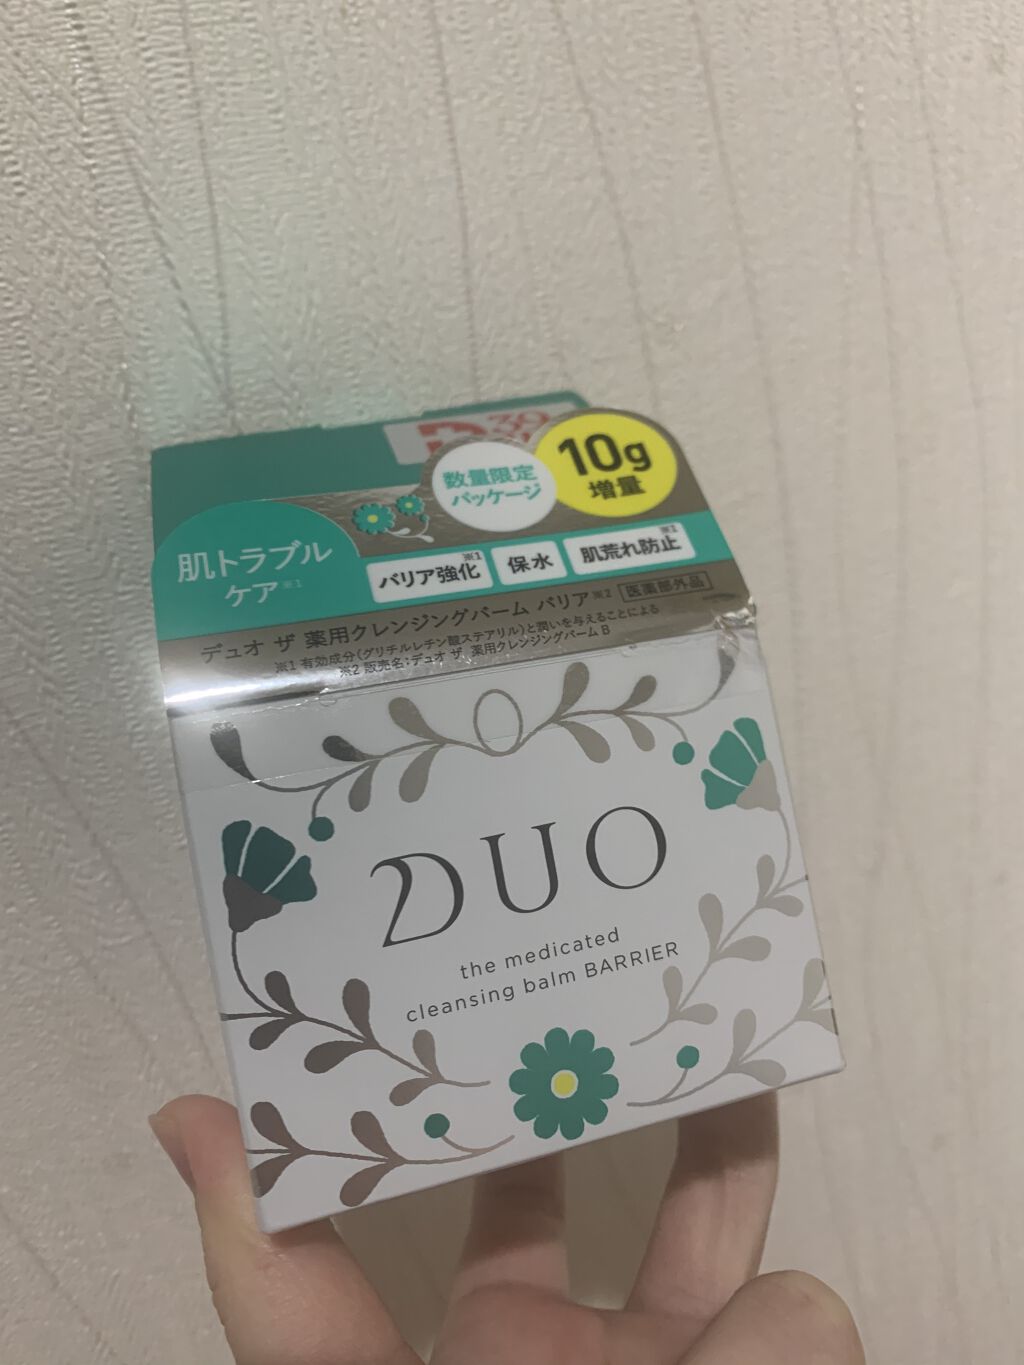 30
数量限定
パッケージ
10g
増量
肌トラブル
ケア※1
バリア強化※1
保水
肌荒れ防止※1
デュオ ザ 薬用クレンジングバーム バリア※2 医薬部外品
※1 有効成分(グリチルレチン酸ステアリル)と潤いを与えることによる
※2 販売名:デュオ ザ 薬用クレンジングバーム B
DUO
the medicated
cleansing balm BARRIER